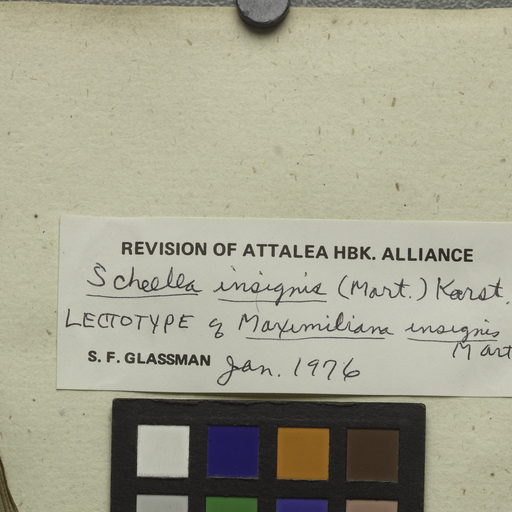 REVISION OF ATTALEA HBK. ALLIANCE
Scheelea insignis (Mart.) Karst.
LECTOTYPE of Maximiliana insignis
Mart
S. F. GLASSMAN Jan. 1976